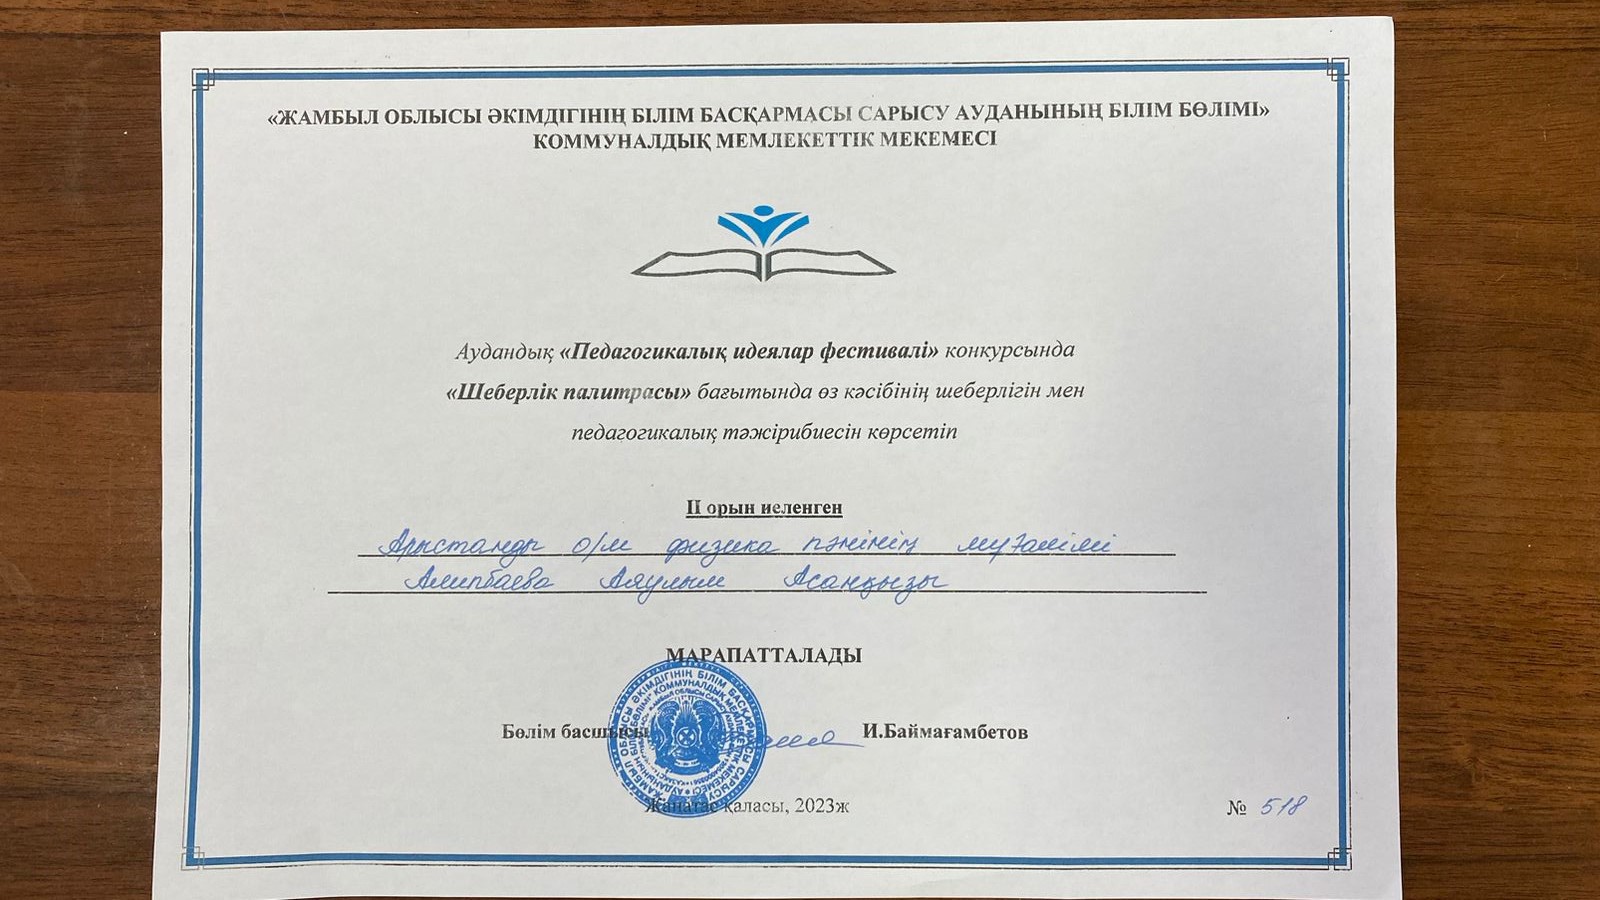 «ЖАМБЫЛ ОБЛЫСЫ ӘКІМДІГІНІҢ БІЛІМ БАСҚАРМАСЫ САРЫСУ АУДАНЫНЫҢ БІЛІМ БӨЛІМІ»
КОММУНАЛДЫҚ МЕМЛЕКЕТТІК МЕКЕМЕСІ
Аудандық «Педагогикалық идеялар фестивалі» конкурсында
«Шеберлік палитрасы» бағытында өз кәсібінің шеберлігін мен
педагогикалық тәжірибиесін көрсетіп
II орын иеленген
Арыстанды о/м физика пәнінің мұғалімі
Алипбаева Аяулым Асанқызы
МАРАПАТТАЛАДЫ
Бөлім басшысы И.Баймағамбетов
Жаңатас қаласы, 2023ж
№ 518